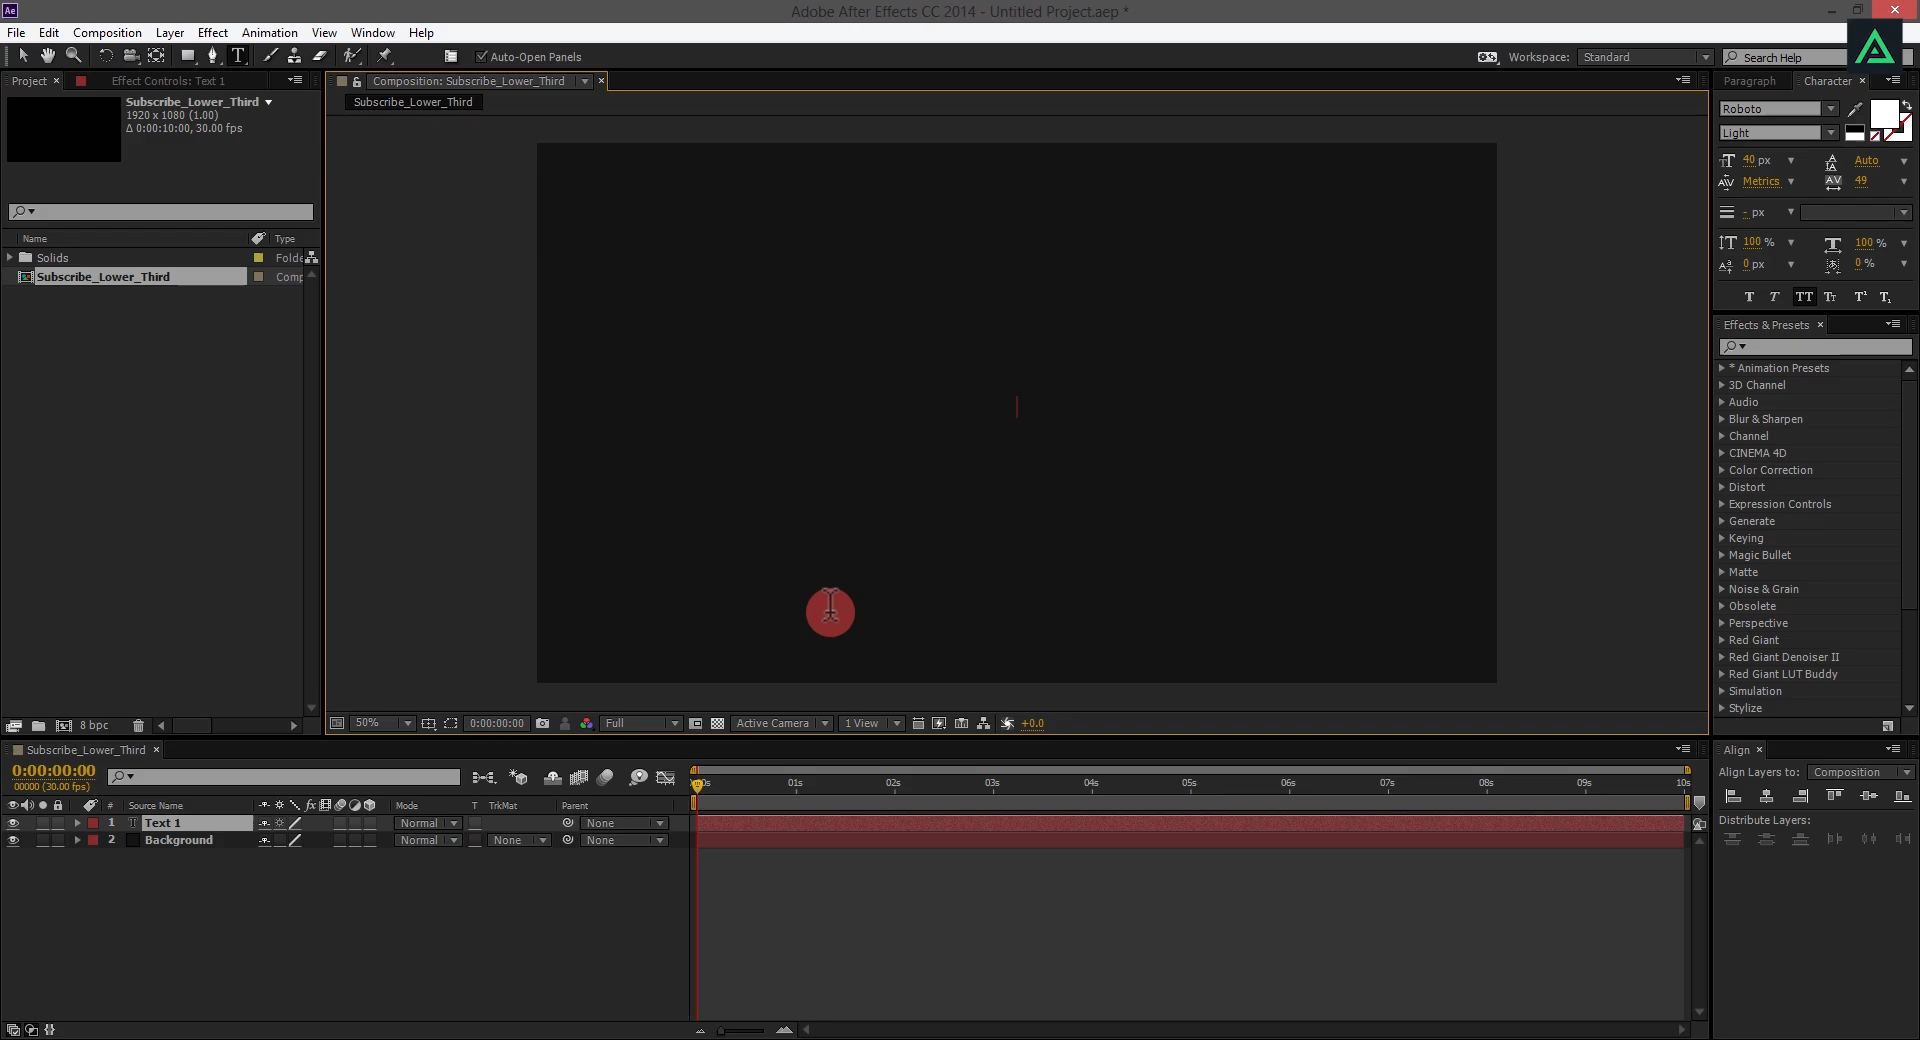 Ae
Adobe After Effects CC 2014 - Untitled Project.aep *
File Edit Composition Layer Effect Animation View Window Help
Auto-Open Panels
Workspace: Standard
Search Help
Project × Effect Controls: Text 1
Composition: Subscribe_Lower_Third ×
Paragraph Character ×
Subscribe_Lower_Third
1920 x 1080 (1.00)
Δ 0:00:10:00, 30.00 fps
Subscribe_Lower_Third
Roboto
Light
40 px Auto
Metrics 49
- px
100 % 100 %
0 px 0 %
T T TT Tt T¹ T₁
Name Type
Solids Folde
Subscribe_Lower_Third Comp
Effects & Presets ×
* Animation Presets
3D Channel
Audio
Blur & Sharpen
Channel
CINEMA 4D
Color Correction
Distort
Expression Controls
Generate
Keying
Magic Bullet
Matte
Noise & Grain
Obsolete
Perspective
Red Giant
Red Giant Denoiser II
Red Giant LUT Buddy
Simulation
Stylize
8 bpc
50% 0:00:00:00 Full Active Camera 1 View +0.0
Subscribe_Lower_Third ×
0:00:00:00
00000 (30.00 fps)
01s 02s 03s 04s 05s 06s 07s 08s 09s 10s
# Source Name fx Mode T TrkMat Parent
1 T Text 1 Normal None
2 Background Normal None None
Align ×
Align Layers to: Composition
Distribute Layers: